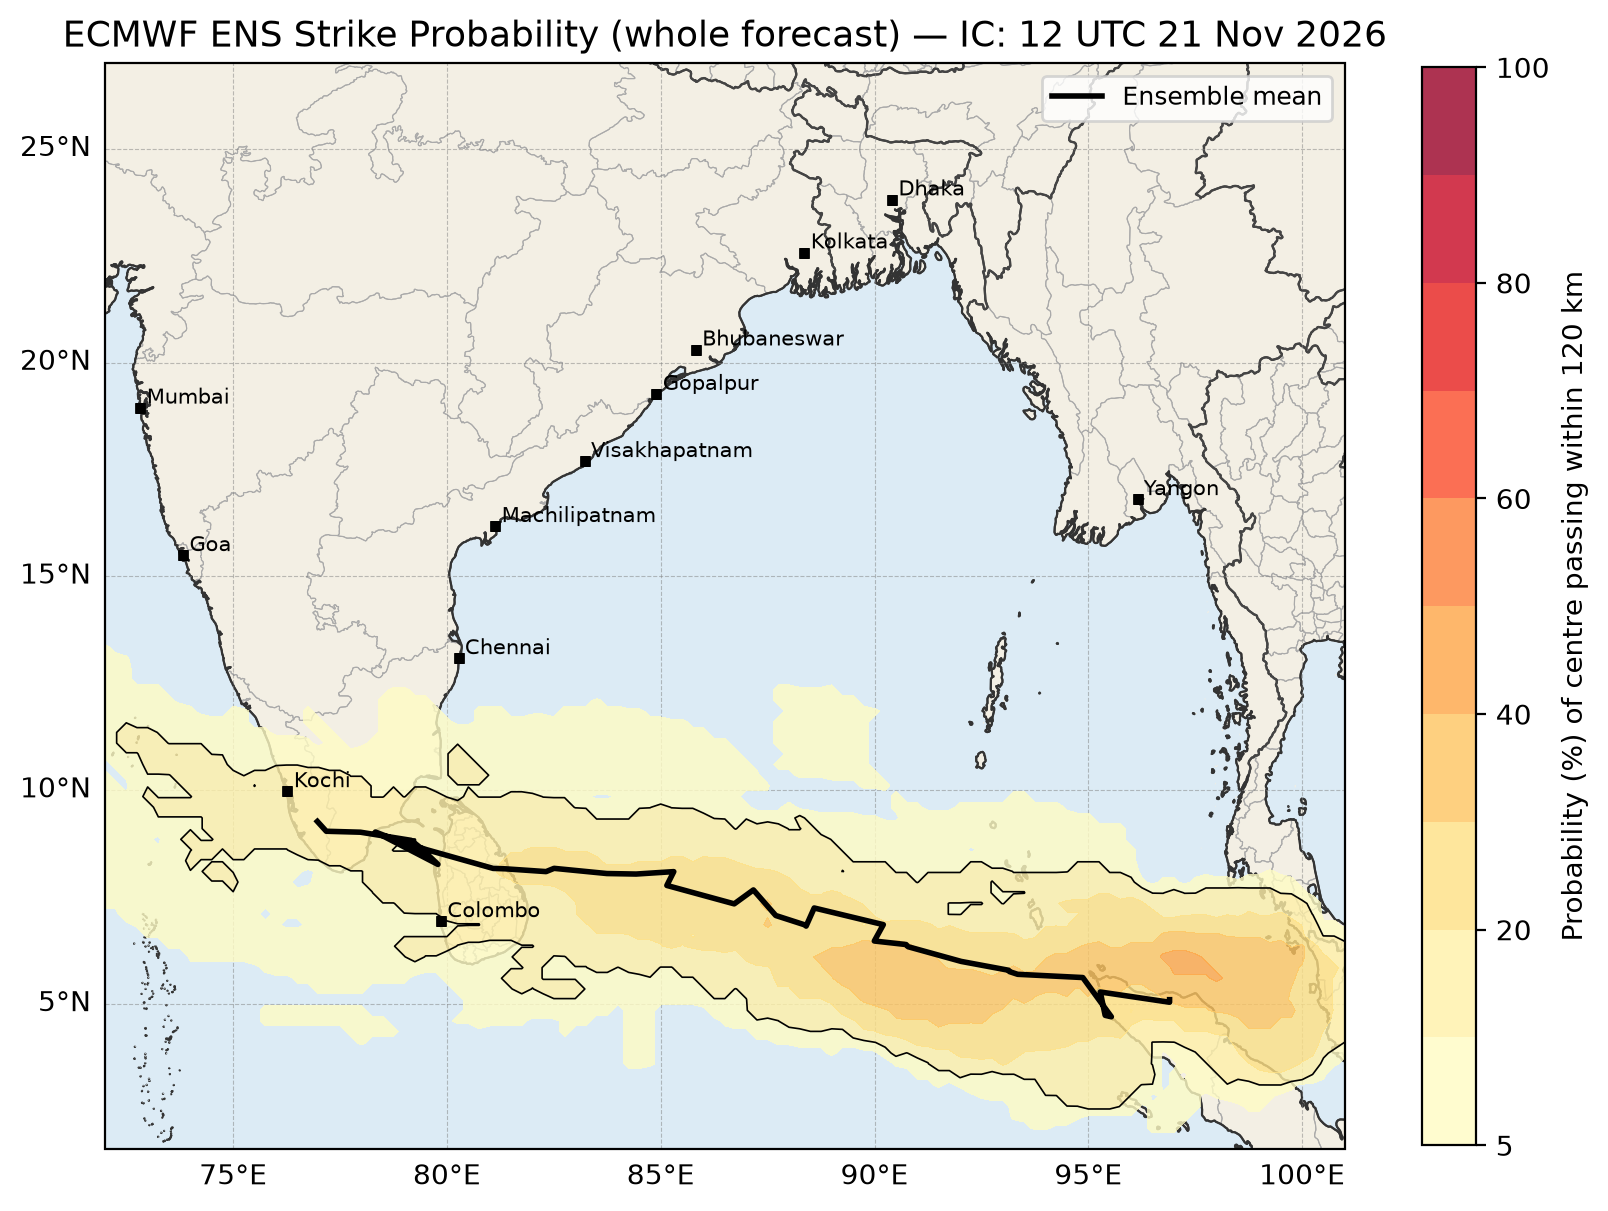 ECMWF ENS Strike Probability (whole forecast) — IC: 12 UTC 21 Nov 2026
Ensemble mean
25°N
20°N
15°N
10°N
5°N
75°E
80°E
85°E
90°E
95°E
100°E
Dhaka
Kolkata
Bhubaneswar
Gopalpur
Mumbai
Visakhapatnam
Yangon
Machilipatnam
Goa
Chennai
Kochi
Colombo
100
80
60
40
20
5
Probability (%) of centre passing within 120 km